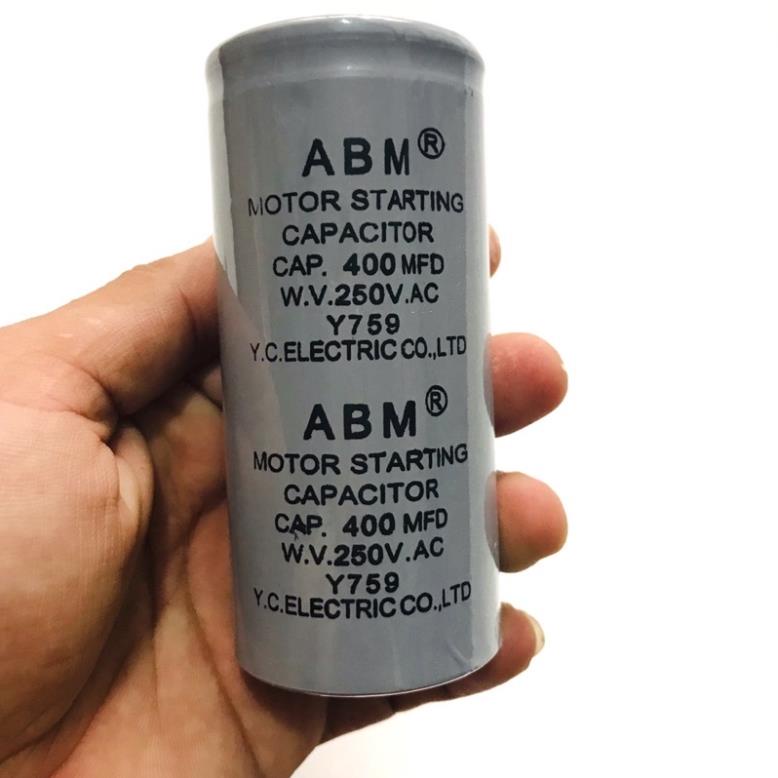 ABM®
MOTOR STARTING
CAPACITOR
CAP. 400 MFD
W.V.250V.AC
Y759
Y.C.ELECTRIC CO.,LTD
ABM®
MOTOR STARTING
CAPACITOR
CAP. 400 MFD
W.V.250V.AC
Y759
Y.C.ELECTRIC CO.,LTD